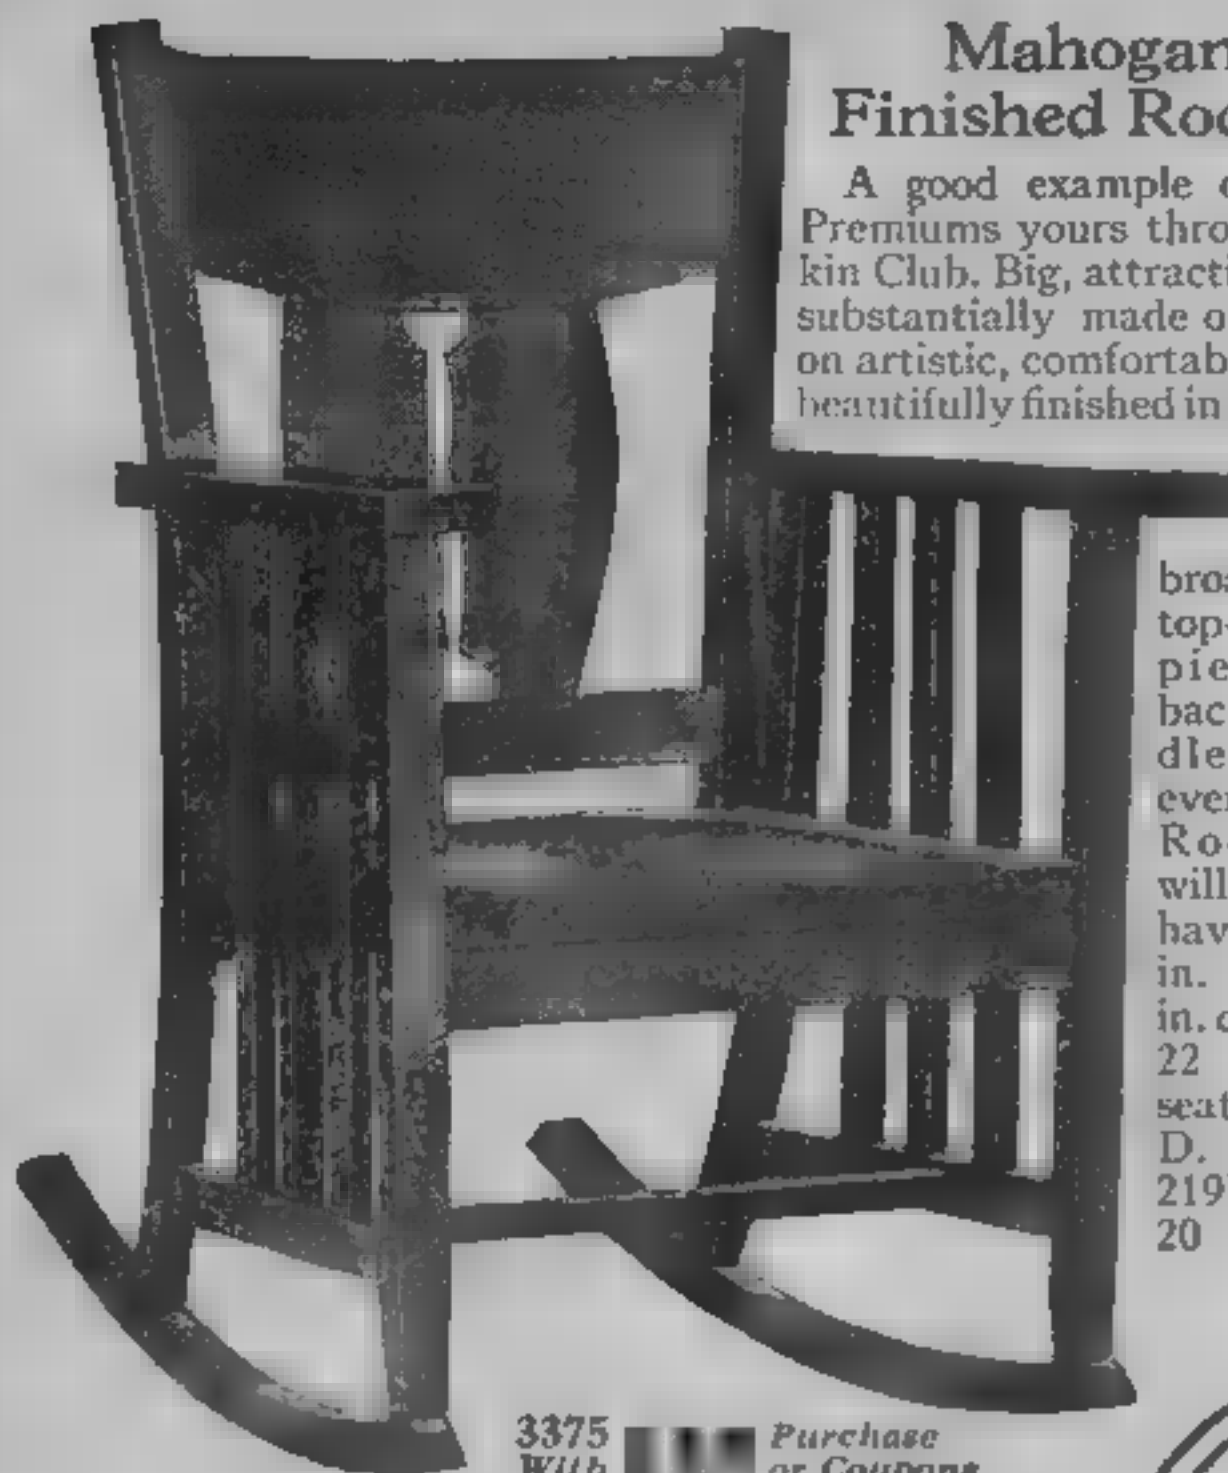 Mahogan
Finished Roc
A good example
Premiums yours thro
kin Club. Big, attracti
substantially made o
on artistic, comfortab
beautifully finished in
broa
top-
pie
bac
dle
ever
Ro
will
hav
in.
in. c
22
seat
D.
219
20
3375
Purchase
With
or Coupons